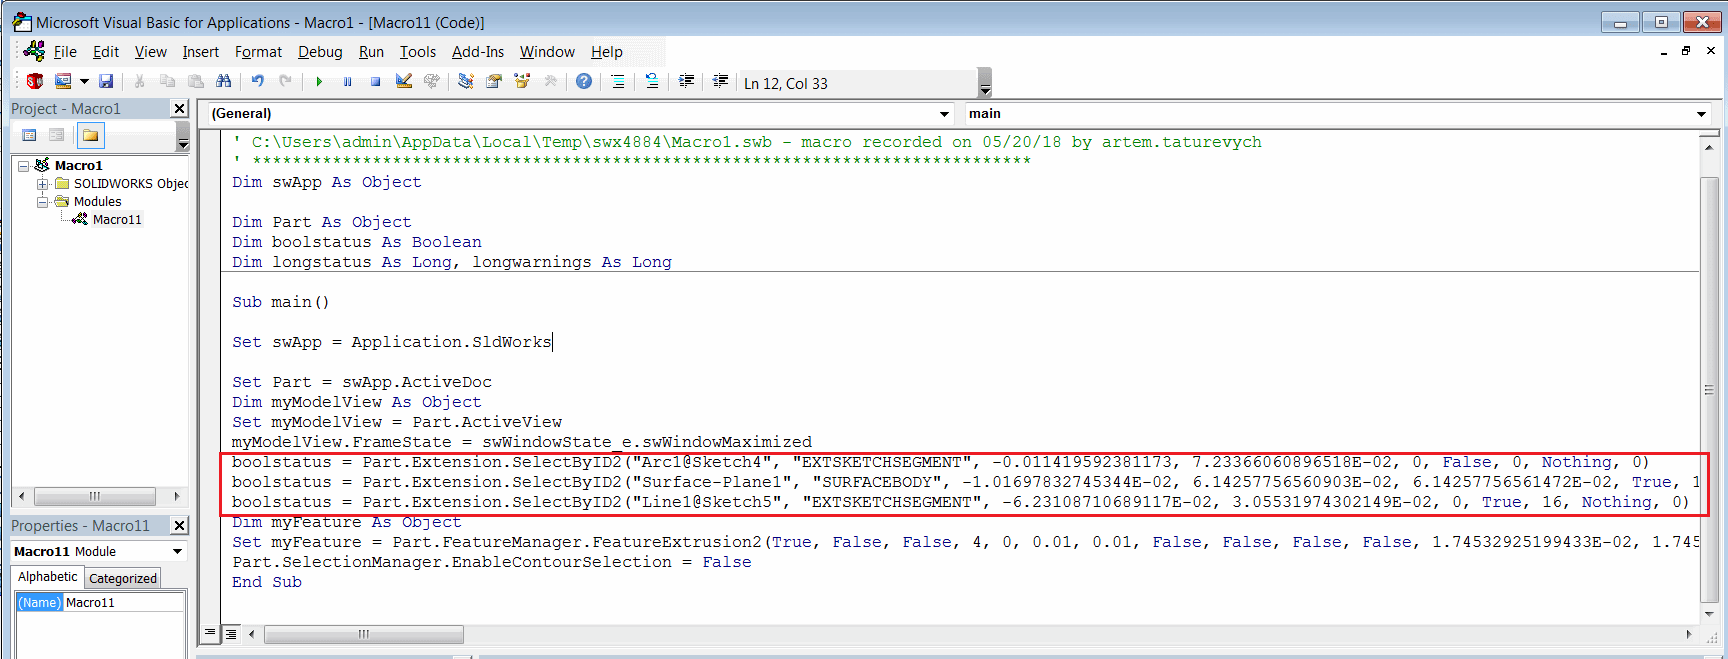 Microsoft Visual Basic for Applications - Macro1 - [Macro11 (Code)]
File Edit View Insert Format Debug Run Tools Add-Ins Window Help
Ln 12, Col 33
Project - Macro1
Macro1
SOLIDWORKS Objec
Modules
Macro11
Properties - Macro11
Macro11 Module
Alphabetic Categorized
(Name) Macro11
(General) main
' C:\Users\admin\AppData\Local\Temp\swx4884\Macro1.swb - macro recorded on 05/20/18 by artem.taturevych
' ******************************************************************************
Dim swApp As Object
Dim Part As Object
Dim boolstatus As Boolean
Dim longstatus As Long, longwarnings As Long
Sub main()
Set swApp = Application.SldWorks
Set Part = swApp.ActiveDoc
Dim myModelView As Object
Set myModelView = Part.ActiveView
myModelView.FrameState = swWindowState_e.swWindowMaximized
boolstatus = Part.Extension.SelectByID2("Arc1@Sketch4", "EXTSKETCHSEGMENT", -0.011419592381173, 7.23366060896518E-02, 0, False, 0, Nothing, 0)
boolstatus = Part.Extension.SelectByID2("Surface-Plane1", "SURFACEBODY", -1.01697832745344E-02, 6.14257756560903E-02, 6.14257756561472E-02, True, 1
boolstatus = Part.Extension.SelectByID2("Line1@Sketch5", "EXTSKETCHSEGMENT", -6.23108710689117E-02, 3.05531974302149E-02, 0, True, 16, Nothing, 0)
Dim myFeature As Object
Set myFeature = Part.FeatureManager.FeatureExtrusion2(True, False, False, 4, 0, 0.01, 0.01, False, False, False, False, 1.74532925199433E-02, 1.745
Part.SelectionManager.EnableContourSelection = False
End Sub